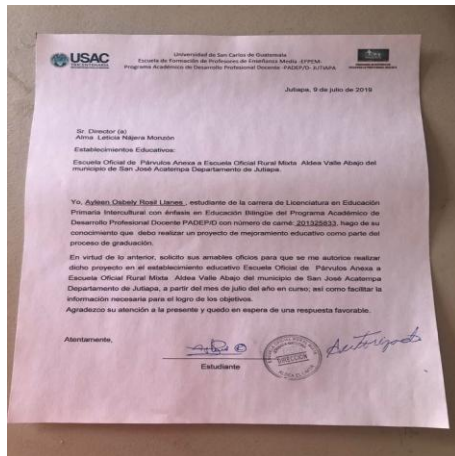 USAC
Universidad de San Carlos de Guatemala
Escuela de Formación de Profesores de Enseñanza Media -EFPEM-
Programa Académico de Desarrollo Profesional Docente -PADEP/D- JUTIAPA
Jutiapa, 9 de julio de 2018
Sr. Director (a)
Alma Leticia Nájera Monzón
Establecimientos Educativos:
Escuela Oficial de Párvulos Anexa a Escuela Oficial Rural Mixta Aldea Valle Abajo del
municipio de San José Acatempa Departamento de Jutiapa.
Yo, Ayleen Osbely Rosil Llanes , estudiante de la carrera de Licenciatura en Educación
Primaria Intercultural con énfasis en Educación Bilingüe del Programa Académico de
Desarrollo Profesional Docente PADEP/D con número de carné: 201325833, hago de su
conocimiento que debo realizar un proyecto de mejoramiento educativo como parte del
proceso de graduación.
En virtud de lo anterior, solicito sus amables oficios para que se me autorice realizar
dicho proyecto en el establecimiento educativo Escuela Oficial de Párvulos Anexa a
Escuela Oficial Rural Mixta Aldea Valle Abajo del municipio de San José Acatempa
Departamento de Jutiapa, a partir del mes de julio del año en curso; así como facilitar la
información necesaria para el logro de los objetivos.
Agradezco su atención a la presente y quedo en espera de una respuesta favorable.
Atentamente,
Estudiante
DIRECCION
Autorizado